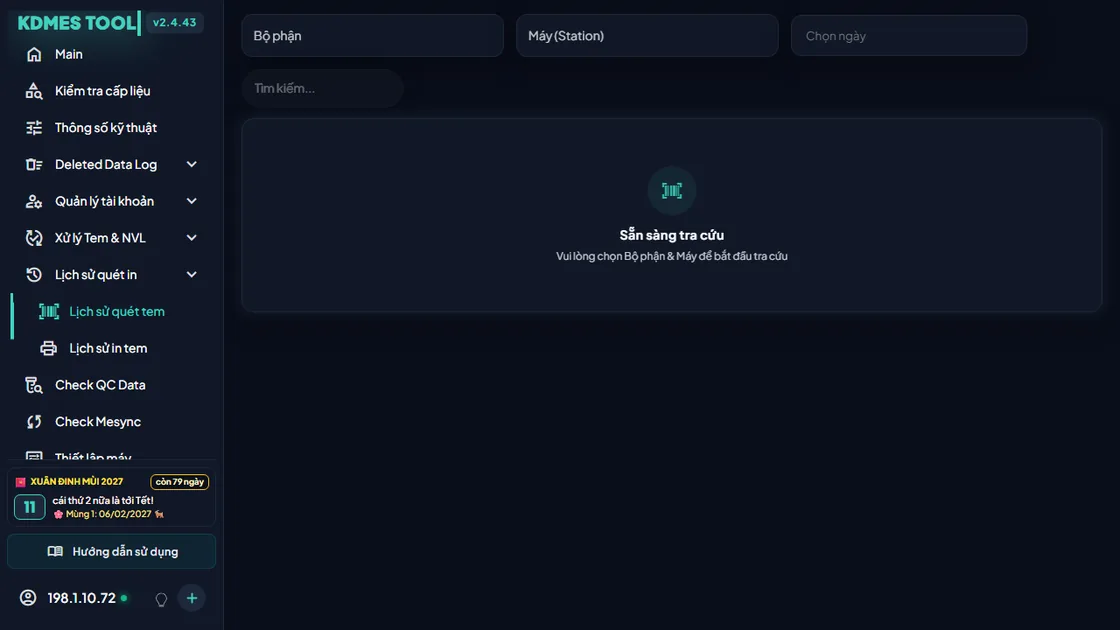 KDMES TOOL v2.4.43
Main
Kiểm tra cấp liệu
Thông số kỹ thuật
Deleted Data Log
Quản lý tài khoản
Xử lý Tem & NVL
Lịch sử quét in
Lịch sử quét tem
Lịch sử in tem
Check QC Data
Check Mesync
Thiết lập máy
XUÂN ĐINH MÙI 2027 còn 79 ngày
11 cái thứ 2 nữa là tới Tết!
Mùng 1: 06/02/2027
Hướng dẫn sử dụng
198.1.10.72
Bộ phận
Máy (Station)
Chọn ngày
Tìm kiếm...
Sẵn sàng tra cứu
Vui lòng chọn Bộ phận & Máy để bắt đầu tra cứu